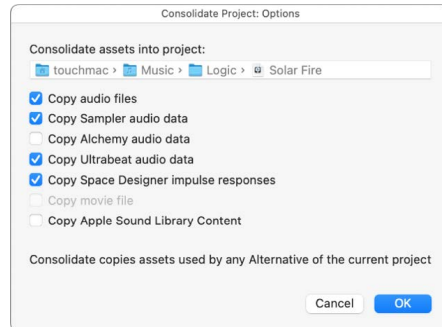 Consolidate Project: Options
Consolidate assets into project:
touchmac > Music > Logic > Solar Fire
Copy audio files
Copy Sampler audio data
Copy Alchemy audio data
Copy Ultrabeat audio data
Copy Space Designer impulse responses
Copy movie file
Copy Apple Sound Library Content
Consolidate copies assets used by any Alternative of the current project
Cancel OK